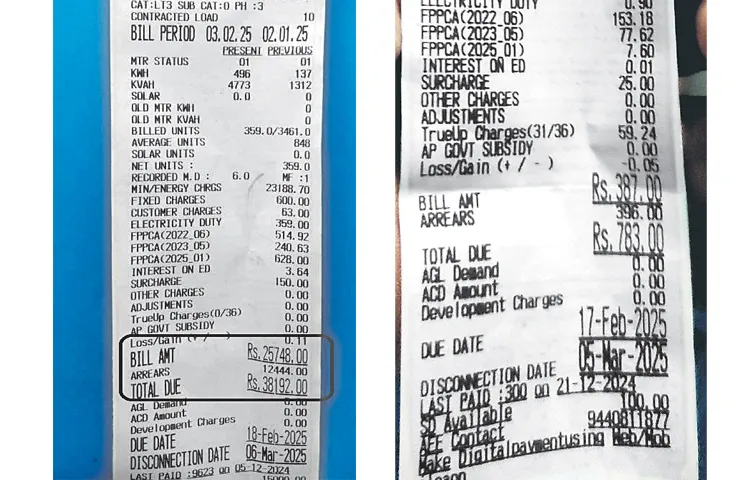 CAT:LT3 SUB CAT:0 PH :3
CONTRACTED LOAD 10
BILL PERIOD 03.02.25 02.01.25
PRESENT PREVIOUS
MTR STATUS 01 01
KWH 496 137
KVAH 4773 1312
SOLAR 0.0 0
OLD MTR KWH 0
OLD MTR KVAH 0
BILLED UNITS 359.0/3461.0
AVERAGE UNITS 848
SOLAR UNITS 0.0
NET UNITS : 359.0
RECORDED M.D : 6.0 MF :1
MIN/ENERGY CHRGS 23188.70
FIXED CHARGES 600.00
CUSTOMER CHARGES 63.00
ELECTRICITY DUTY 359.00
FPPCA(2022_06) 514.92
FPPCA(2023_05) 240.63
FPPCA(2025_01) 628.00
INTEREST ON ED 3.64
SURCHARGE 150.00
OTHER CHARGES 0.00
ADJUSTMENTS 0.00
TrueUp Charges(0/36) 0.00
AP GOVT SUBSIDY 0.00
Loss/Gain (+ / -) 0.11
BILL AMT Rs.25748.00
ARREARS 12444.00
TOTAL DUE Rs.38192.00
AGL Demand 0.00
ACD Amount 0.00
Development Charges 0.00
DUE DATE 18-Feb-2025
DISCONNECTION DATE 06-Mar-2025
LAST PAID :9623 on 05-12-2024
ELECTRICITY DUTY 0.90
FPPCA(2022_06) 153.18
FPPCA(2023_05) 77.62
FPPCA(2025_01) 7.60
INTEREST ON ED 0.01
SURCHARGE 25.00
OTHER CHARGES 0.00
ADJUSTMENTS 0.00
TrueUp Charges(31/36) 59.24
AP GOVT SUBSIDY 0.00
Loss/Gain (+ / - ) -0.05
BILL AMT Rs.387.00
ARREARS 396.00
TOTAL DUE Rs.783.00
AGL Demand 0.00
ACD Amount 0.00
Development Charges 0.00
DUE DATE 17-Feb-2025
DISCONNECTION DATE 05-Mar-2025
LAST PAID :300 on 21-12-2024
SD Available 100.00
AEE Contact 9440811877
Make Digitalpaymentusing Web/Mob